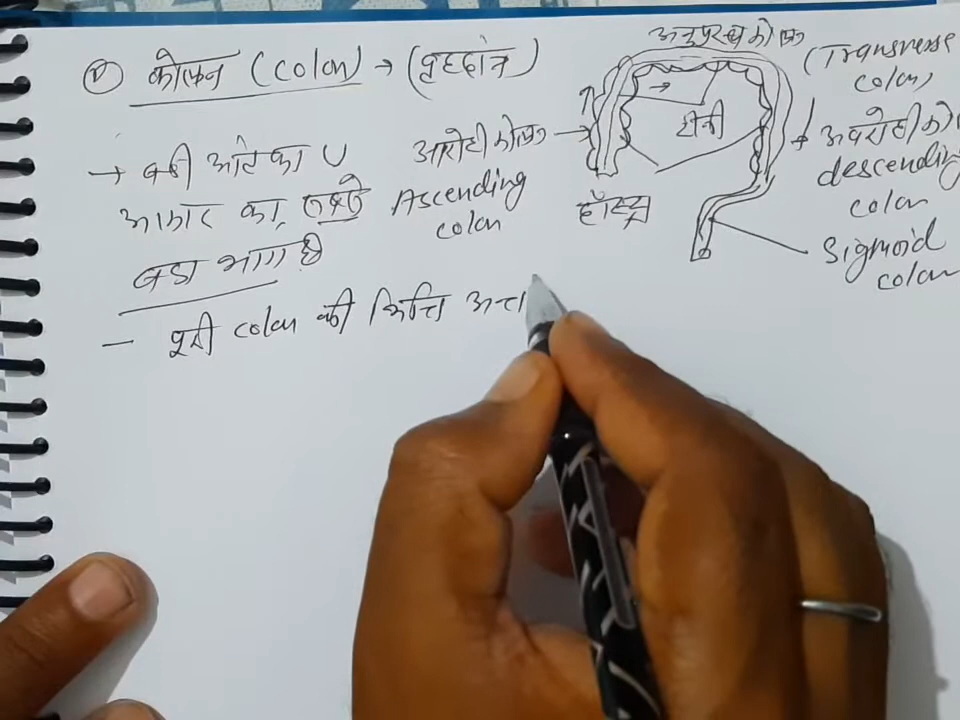 कोलन (Colon) → (वृहदांत्र)
→ बडी आंत का U
आकार का, सबसे
बडा भाग है
— पूरी colon की भित्ति अन्त
अनुप्रस्थ कोलन
(Transverse
colon)
आरोही कोलन →
Ascending
colon
टीनी
हॉस्ट्रा
अवरोही को
descending
colon
Sigmoid
colon